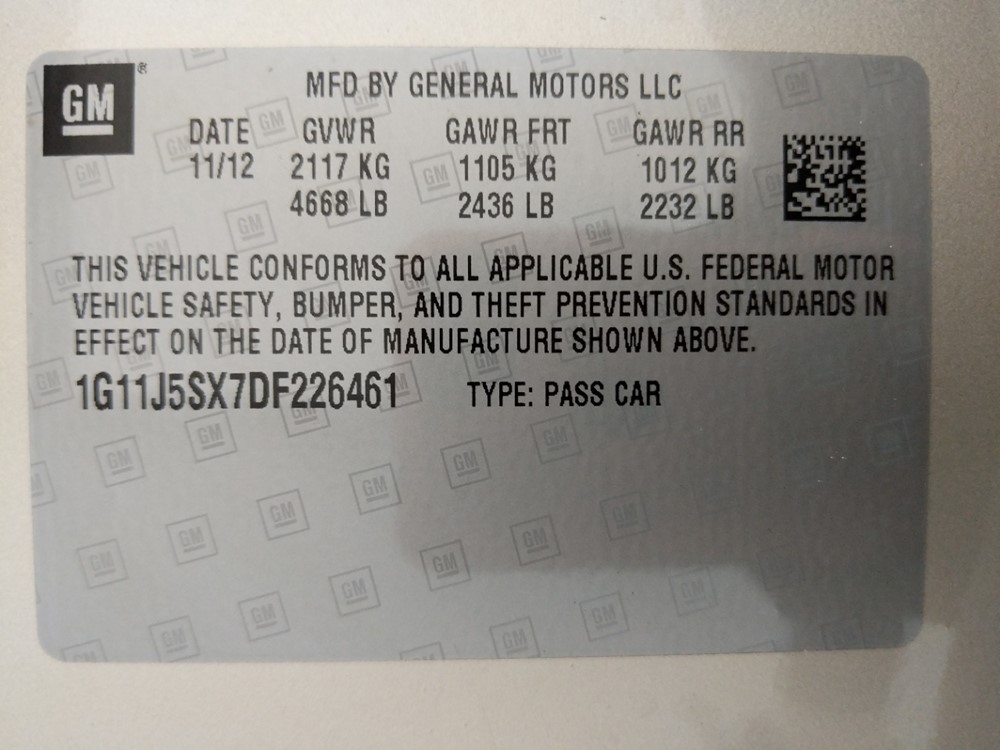 GM ®
MFD BY GENERAL MOTORS LLC
DATE GVWR GAWR FRT GAWR RR
11/12 2117 KG 1105 KG 1012 KG
4668 LB 2436 LB 2232 LB
THIS VEHICLE CONFORMS TO ALL APPLICABLE U.S. FEDERAL MOTOR
VEHICLE SAFETY, BUMPER, AND THEFT PREVENTION STANDARDS IN
EFFECT ON THE DATE OF MANUFACTURE SHOWN ABOVE.
1G11J5SX7DF226461 TYPE: PASS CAR